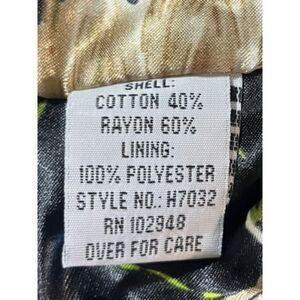 SHELL:
COTTON 40%
RAYON 60%
LINING:
100% POLYESTER
STYLE NO.: H7032
RN 102948
OVER FOR CARE